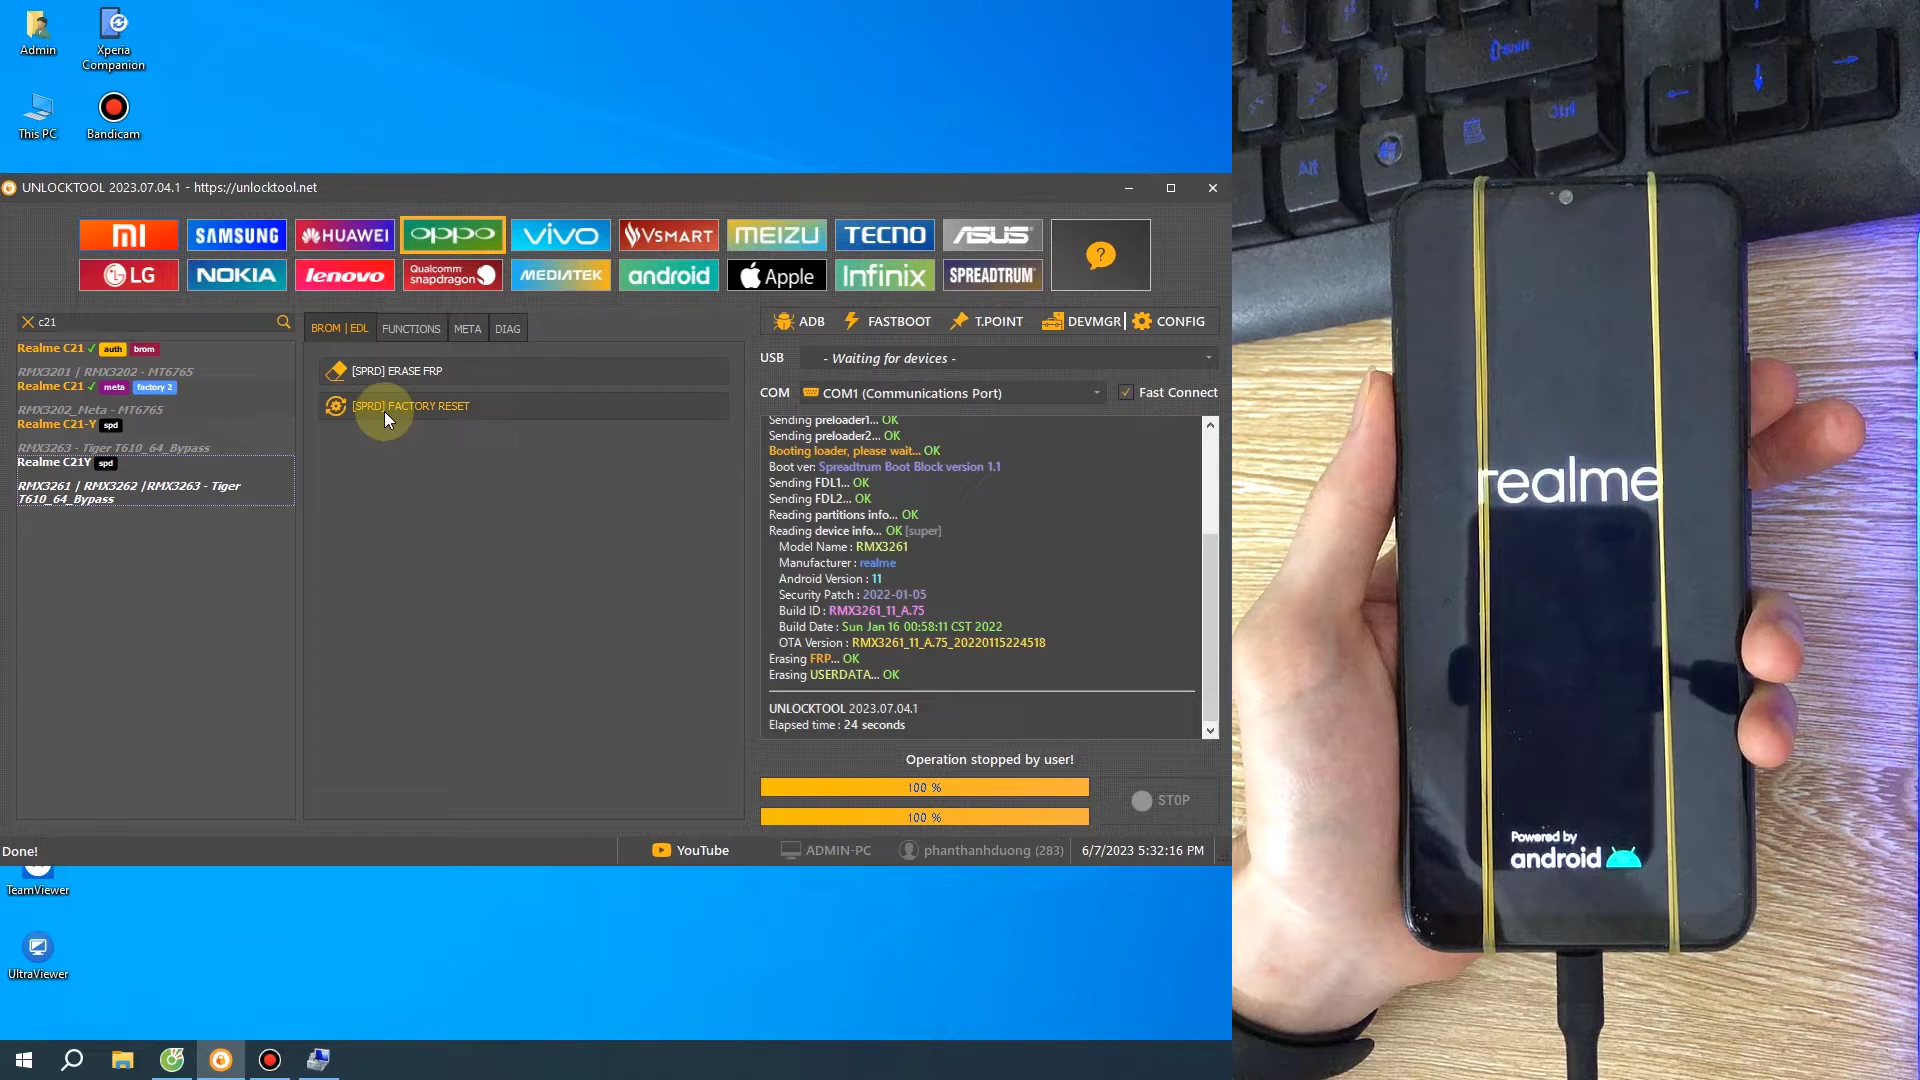 Admin
Xperia
Companion
This PC
Bandicam
UNLOCKTOOL 2023.07.04.1 - https://unlocktool.net
mi
SAMSUNG
HUAWEI
oppo
vivo
VSMART
MEIZU
TECNO
ASUS
?
LG
NOKIA
lenovo
Qualcomm
snapdragon
MEDIATEK
android
Apple
Infinix
SPREADTRUM
c21
Realme C21 ✓ auth brom
RMX3201 | RMX3202 - MT6765
Realme C21 ✓ meta factory 2
RMX3202_Meta - MT6765
Realme C21-Y spd
RMX3263 - Tiger T610_64_Bypass
Realme C21Y spd
RMX3261 | RMX3262 |RMX3263 - Tiger
T610_64_Bypass
BROM | EDL FUNCTIONS META DIAG
[SPRD] ERASE FRP
[SPRD] FACTORY RESET
ADB FASTBOOT T.POINT DEVMGR CONFIG
USB - Waiting for devices -
COM COM1 (Communications Port) Fast Connect
Sending preloader1... OK
Sending preloader2... OK
Booting loader, please wait... OK
Boot ver: Spreadtrum Boot Block version 1.1
Sending FDL1... OK
Sending FDL2... OK
Reading partitions info... OK
Reading device info... OK [super]
Model Name : RMX3261
Manufacturer : realme
Android Version : 11
Security Patch : 2022-01-05
Build ID : RMX3261_11_A.75
Build Date : Sun Jan 16 00:58:11 CST 2022
OTA Version : RMX3261_11_A.75_20220115224518
Erasing FRP... OK
Erasing USERDATA... OK
UNLOCKTOOL 2023.07.04.1
Elapsed time : 24 seconds
Operation stopped by user!
100 %
100 %
STOP
Done!
YouTube
ADMIN-PC
phanthanhduong (283)
6/7/2023 5:32:16 PM
TeamViewer
UltraViewer
Shift
Ctrl
Alt
realme
Powered by
android